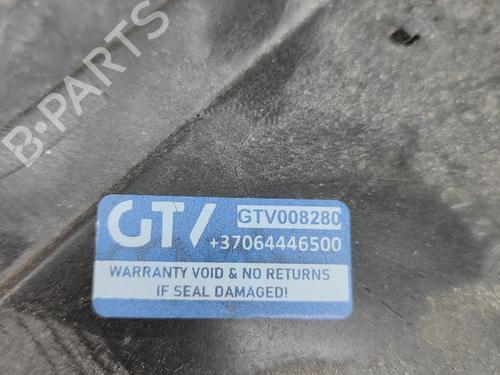 B-PARTS
GTV
GTV008280
+37064446500
WARRANTY VOID & NO RETURNS
IF SEAL DAMAGED!